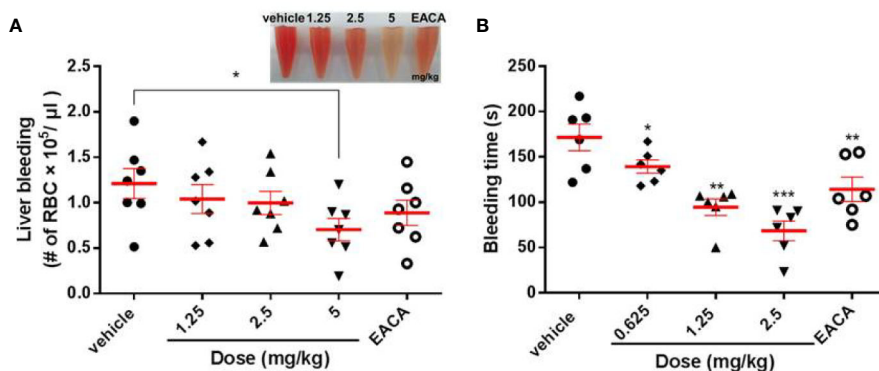 A
vehicle 1.25 2.5 5 EACA
mg/kg
Liver bleeding
(# of RBC × 10⁵/ µl)
2.5
2.0
1.5
1.0
0.5
0.0
*
vehicle
1.25
2.5
5
EACA
Dose (mg/kg)
B
Bleeding time (s)
250
200
150
100
50
0
*
**
***
**
vehicle
0.625
1.25
2.5
EACA
Dose (mg/kg)